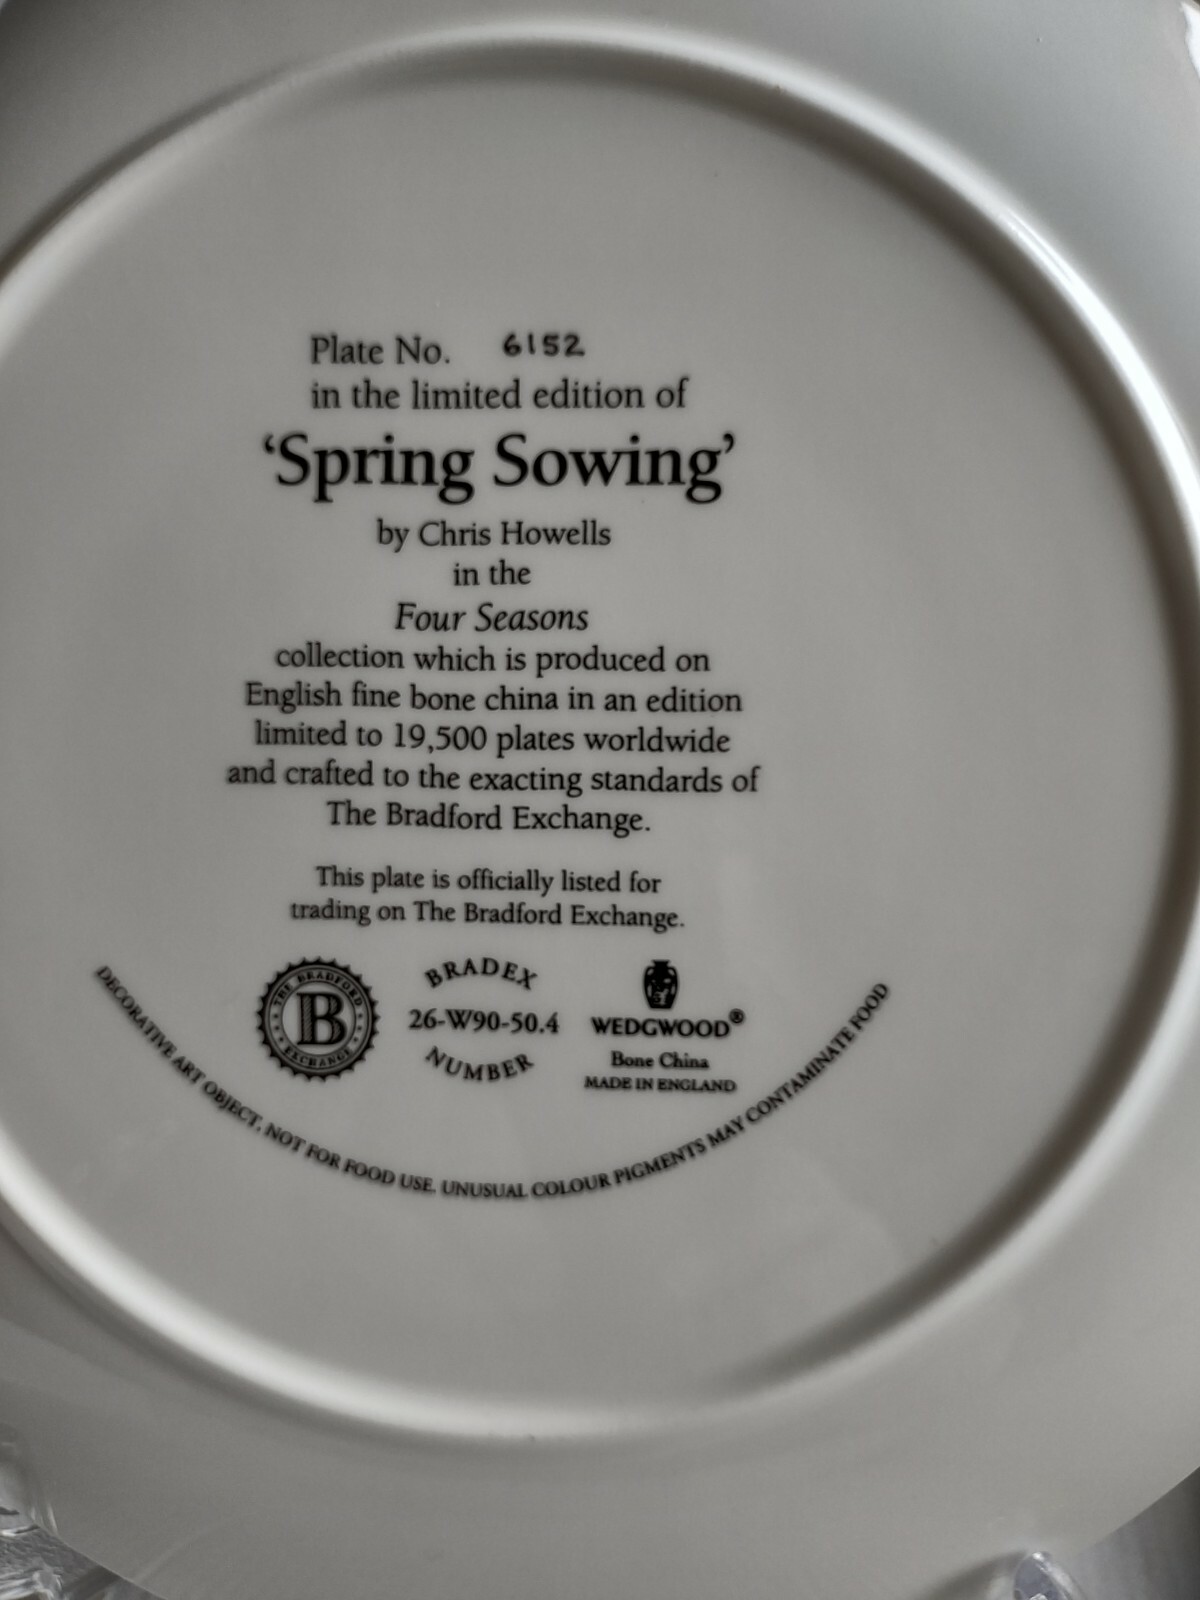 Plate No. 6152
in the limited edition of
‘Spring Sowing’
by Chris Howells
in the
Four Seasons
collection which is produced on
English fine bone china in an edition
limited to 19,500 plates worldwide
and crafted to the exacting standards of
The Bradford Exchange.
This plate is officially listed for
trading on The Bradford Exchange.
THE BRADFORD
B
EXCHANGE
BRADEX
26-W90-50.4
NUMBER
WEDGWOOD®
Bone China
MADE IN ENGLAND
DECORATIVE ART OBJECT, NOT FOR FOOD USE. UNUSUAL COLOUR PIGMENTS MAY CONTAMINATE FOOD